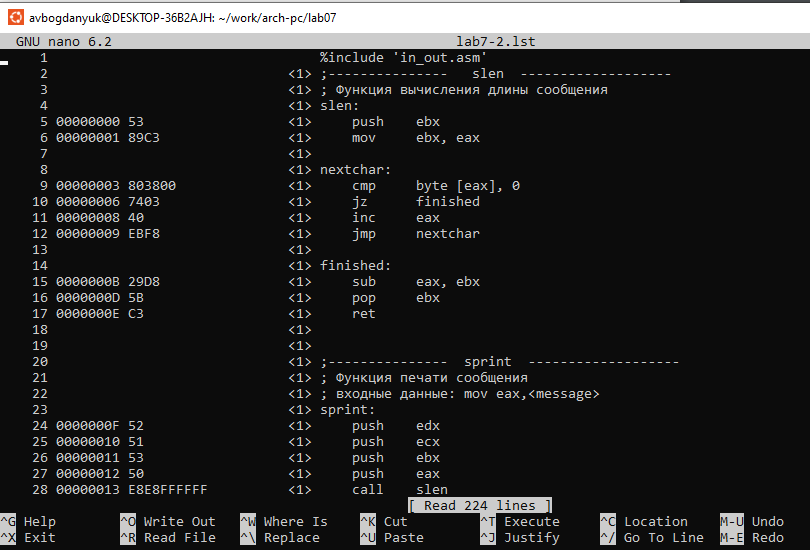 avbogdanyuk@DESKTOP-36B2AJH: ~/work/arch-pc/lab07
GNU nano 6.2 lab7-2.lst
1 %include 'in_out.asm'
2 <1> ;--------------- slen -------------------
3 <1> ; Функция вычисления длины сообщения
4 <1> slen:
5 00000000 53 <1> push ebx
6 00000001 89C3 <1> mov ebx, eax
7 <1>
8 <1> nextchar:
9 00000003 803800 <1> cmp byte [eax], 0
10 00000006 7403 <1> jz finished
11 00000008 40 <1> inc eax
12 00000009 EBF8 <1> jmp nextchar
13 <1>
14 <1> finished:
15 0000000B 29D8 <1> sub eax, ebx
16 0000000D 5B <1> pop ebx
17 0000000E C3 <1> ret
18 <1>
19 <1>
20 <1> ;--------------- sprint -------------------
21 <1> ; Функция печати сообщения
22 <1> ; входные данные: mov eax,<message>
23 <1> sprint:
24 0000000F 52 <1> push edx
25 00000010 51 <1> push ecx
26 00000011 53 <1> push ebx
27 00000012 50 <1> push eax
28 00000013 E8E8FFFFFF <1> call slen
[ Read 224 lines ]
^G Help ^O Write Out ^W Where Is ^K Cut ^T Execute ^C Location M-U Undo
^X Exit ^R Read File ^\ Replace ^U Paste ^J Justify ^/ Go To Line M-E Redo